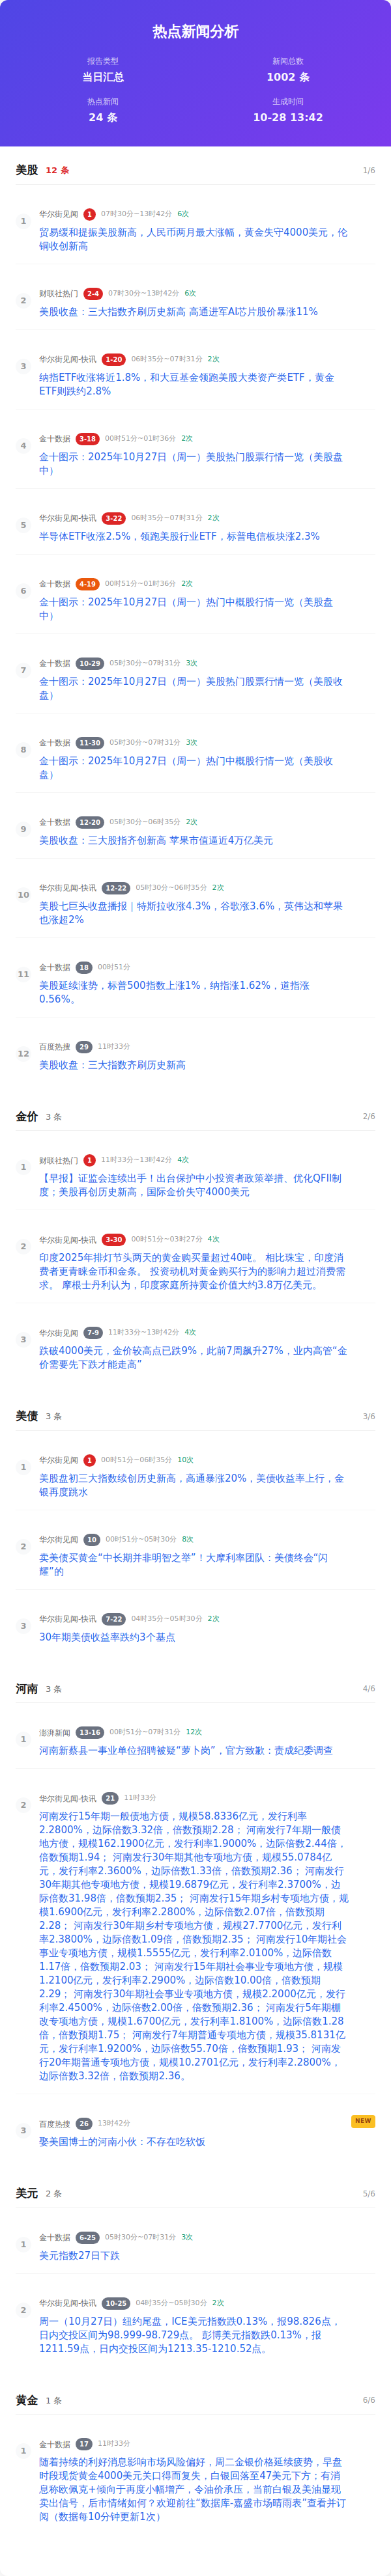 热点新闻分析
报告类型
当日汇总
新闻总数
1002 条
热点新闻
24 条
生成时间
10-28 13:42
美股 12 条 1/6
1
华尔街见闻 1 07时30分~13时42分 6次
贸易缓和提振美股新高，人民币两月最大涨幅，黄金失守4000美元，伦
铜收创新高
2
财联社热门 2-4 07时30分~13时42分 6次
美股收盘：三大指数齐刷历史新高 高通进军AI芯片股价暴涨11%
3
华尔街见闻-快讯 1-20 06时35分~07时31分 2次
纳指ETF收涨将近1.8%，和大豆基金领跑美股大类资产类ETF，黄金
ETF则跌约2.8%
4
金十数据 3-18 00时51分~01时36分 2次
金十图示：2025年10月27日（周一）美股热门股票行情一览（美股盘
中）
5
华尔街见闻-快讯 3-22 06时35分~07时31分 2次
半导体ETF收涨2.5%，领跑美股行业ETF，标普电信板块涨2.3%
6
金十数据 4-19 00时51分~01时36分 2次
金十图示：2025年10月27日（周一）热门中概股行情一览（美股盘
中）
7
金十数据 10-29 05时30分~07时31分 3次
金十图示：2025年10月27日（周一）美股热门股票行情一览（美股收
盘）
8
金十数据 11-30 05时30分~07时31分 3次
金十图示：2025年10月27日（周一）热门中概股行情一览（美股收
盘）
9
金十数据 12-20 05时30分~06时35分 2次
美股收盘：三大股指齐创新高 苹果市值逼近4万亿美元
10
华尔街见闻-快讯 12-22 05时30分~06时35分 2次
美股七巨头收盘播报｜特斯拉收涨4.3%，谷歌涨3.6%，英伟达和苹果
也涨超2%
11
金十数据 18 00时51分
美股延续涨势，标普500指数上涨1%，纳指涨1.62%，道指涨
0.56%。
12
百度热搜 29 11时33分
美股收盘：三大指数齐刷历史新高
金价 3 条 2/6
1
财联社热门 1 11时33分~13时42分 4次
【早报】证监会连续出手！出台保护中小投资者政策举措、优化QFII制
度；美股再创历史新高，国际金价失守4000美元
2
华尔街见闻-快讯 3-30 00时51分~03时27分 4次
印度2025年排灯节头两天的黄金购买量超过40吨。 相比珠宝，印度消
费者更青睐金币和金条。 投资动机对黄金购买行为的影响力超过消费需
求。 摩根士丹利认为，印度家庭所持黄金价值大约3.8万亿美元。
3
华尔街见闻 7-9 11时33分~13时42分 4次
跌破4000美元，金价较高点已跌9%，此前7周飙升27%，业内高管“金
价需要先下跌才能走高”
美债 3 条 3/6
1
华尔街见闻 1 00时51分~06时35分 10次
美股盘初三大指数续创历史新高，高通暴涨20%，美债收益率上行，金
银再度跳水
2
华尔街见闻 10 00时51分~05时30分 8次
卖美债买黄金“中长期并非明智之举”！大摩利率团队：美债终会“闪
耀”的
3
华尔街见闻-快讯 7-22 04时35分~05时30分 2次
30年期美债收益率跌约3个基点
河南 3 条 4/6
1
澎湃新闻 13-16 00时51分~07时31分 12次
河南新蔡县一事业单位招聘被疑“萝卜岗”，官方致歉：责成纪委调查
2
华尔街见闻-快讯 21 11时33分
河南发行15年期一般债地方债，规模58.8336亿元，发行利率
2.2800%，边际倍数3.32倍，倍数预期2.28； 河南发行7年期一般债
地方债，规模162.1900亿元，发行利率1.9000%，边际倍数2.44倍，
倍数预期1.94； 河南发行30年期其他专项地方债，规模55.0784亿
元，发行利率2.3600%，边际倍数1.33倍，倍数预期2.36； 河南发行
30年期其他专项地方债，规模19.6879亿元，发行利率2.3700%，边
际倍数31.98倍，倍数预期2.35； 河南发行15年期乡村专项地方债，规
模1.6900亿元，发行利率2.2800%，边际倍数2.07倍，倍数预期
2.28； 河南发行30年期乡村专项地方债，规模27.7700亿元，发行利
率2.3800%，边际倍数1.09倍，倍数预期2.35； 河南发行10年期社会
事业专项地方债，规模1.5555亿元，发行利率2.0100%，边际倍数
1.17倍，倍数预期2.03； 河南发行15年期社会事业专项地方债，规模
1.2100亿元，发行利率2.2900%，边际倍数10.00倍，倍数预期
2.29； 河南发行30年期社会事业专项地方债，规模2.2000亿元，发行
利率2.4500%，边际倍数2.00倍，倍数预期2.36； 河南发行5年期棚
改专项地方债，规模1.6700亿元，发行利率1.8100%，边际倍数1.28
倍，倍数预期1.75； 河南发行7年期普通专项地方债，规模35.8131亿
元，发行利率1.9200%，边际倍数55.70倍，倍数预期1.93； 河南发
行20年期普通专项地方债，规模10.2701亿元，发行利率2.2800%，
边际倍数3.32倍，倍数预期2.36。
3
百度热搜 26 13时42分 NEW
娶美国博士的河南小伙：不存在吃软饭
美元 2 条 5/6
1
金十数据 6-25 05时30分~07时31分 3次
美元指数27日下跌
2
华尔街见闻-快讯 10-25 04时35分~05时30分 2次
周一（10月27日）纽约尾盘，ICE美元指数跌0.13%，报98.826点，
日内交投区间为98.999-98.729点。 彭博美元指数跌0.13%，报
1211.59点，日内交投区间为1213.35-1210.52点。
黄金 1 条 6/6
1
金十数据 17 11时33分
随着持续的利好消息影响市场风险偏好，周二金银价格延续疲势，早盘
时段现货黄金4000美元关口得而复失，白银回落至47美元下方；有消
息称欧佩克+倾向于再度小幅增产，令油价承压，当前白银及美油显现
卖出信号，后市情绪如何？欢迎前往“数据库-嘉盛市场晴雨表”查看并订
阅（数据每10分钟更新1次）